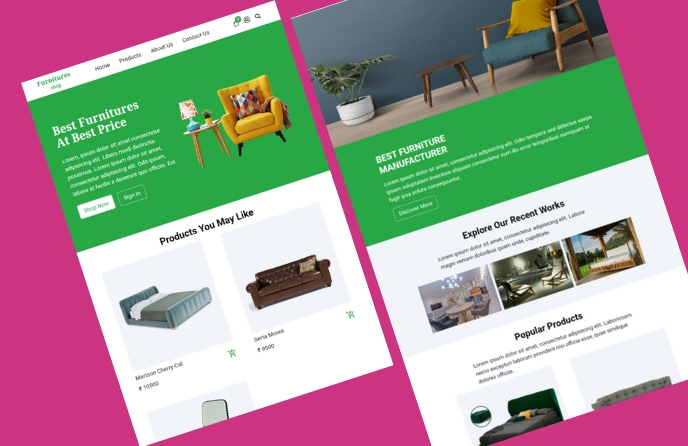 Furnitures
shop
Home
Products
About Us
Contact Us
Best Furnitures
At Best Price
Lorem, ipsum dolor sit amet consectetur
adipisicing elit. Libero modi distinctio
possimus. Lorem ipsum dolor sit amet,
consectetur adipisicing elit. Odit ipsam,
labore at facilis a deserunt quo officiis. Est.
Shop Now
Sign In
Products You May Like
Martson Cherry Cal
₹ 10900
Serta Moore
₹ 9500
BEST FURNITURE
MANUFACTURER
Lorem ipsum dolor sit amet, consectetur adipisicing elit. Odio tempora sed delectus saepe
ipsam voluptatem inventore aliquam consectetur cum illo error temporibus numquam at
fugit ipsa soluta consequuntur,
Discover More
Explore Our Recent Works
Lorem ipsum dolor sit amet, consectetur adipisicing elit. Labore
magni veniam doloribus quam unde, cupiditate.
Popular Products
Lorem ipsum dolor sit amet, consectetur adipisicing elit. Laboriosam
nemo excepturi laborum provident nisi officia esse, quae similique
dolores officiis.